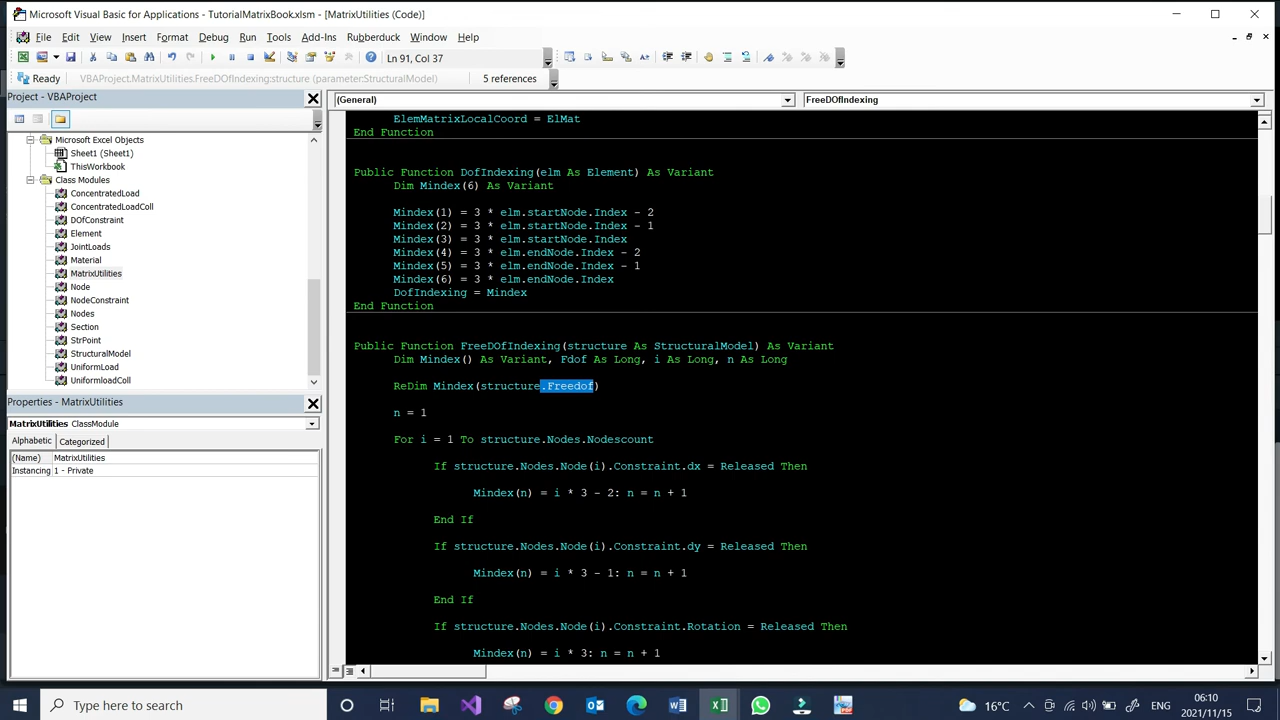 Microsoft Visual Basic for Applications - TutorialMatrixBook.xlsm - [MatrixUtilities (Code)]
File Edit View Insert Format Debug Run Tools Add-Ins Rubberduck Window Help
Ln 91, Col 37
Ready VBAProject.MatrixUtilities.FreeDOfIndexing:structure (parameter:StructuralModel) 5 references
Project - VBAProject
Microsoft Excel Objects
Sheet1 (Sheet1)
ThisWorkbook
Class Modules
ConcentratedLoad
ConcentratedLoadColl
DOfConstraint
Element
JointLoads
Material
MatrixUtilities
Node
NodeConstraint
Nodes
Section
StrPoint
StructuralModel
UniformLoad
UniformloadColl
Properties - MatrixUtilities
MatrixUtilities ClassModule
Alphabetic Categorized
(Name) MatrixUtilities
Instancing 1 - Private
(General) FreeDOfIndexing
ElemMatrixLocalCoord = ElMat
End Function
Public Function DofIndexing(elm As Element) As Variant
Dim Mindex(6) As Variant
Mindex(1) = 3 * elm.startNode.Index - 2
Mindex(2) = 3 * elm.startNode.Index - 1
Mindex(3) = 3 * elm.startNode.Index
Mindex(4) = 3 * elm.endNode.Index - 2
Mindex(5) = 3 * elm.endNode.Index - 1
Mindex(6) = 3 * elm.endNode.Index
DofIndexing = Mindex
End Function
Public Function FreeDOfIndexing(structure As StructuralModel) As Variant
Dim Mindex() As Variant, Fdof As Long, i As Long, n As Long
ReDim Mindex(structure.Freedof)
n = 1
For i = 1 To structure.Nodes.Nodescount
If structure.Nodes.Node(i).Constraint.dx = Released Then
Mindex(n) = i * 3 - 2: n = n + 1
End If
If structure.Nodes.Node(i).Constraint.dy = Released Then
Mindex(n) = i * 3 - 1: n = n + 1
End If
If structure.Nodes.Node(i).Constraint.Rotation = Released Then
Mindex(n) = i * 3: n = n + 1
Type here to search
16°C
ENG
06:10
2021/11/15